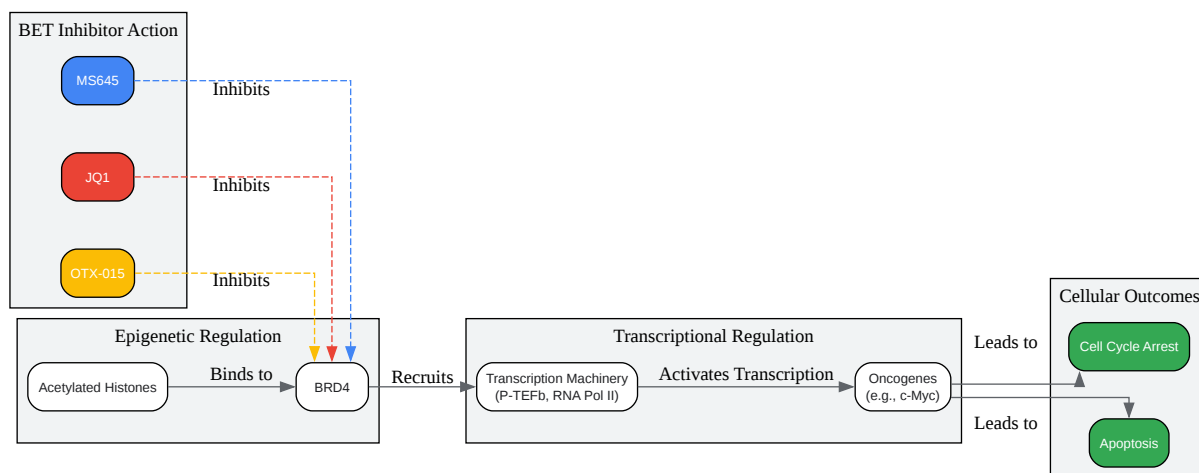 BET Inhibitor Action
MS645
Inhibits
JQ1
Inhibits
OTX-015
Inhibits
Epigenetic Regulation
Acetylated Histones
Binds to
BRD4
Recruits
Transcriptional Regulation
Transcription Machinery
(P-TEFb, RNA Pol II)
Activates Transcription
Oncogenes
(e.g., c-Myc)
Leads to
Leads to
Cellular Outcomes
Cell Cycle Arrest
Apoptosis